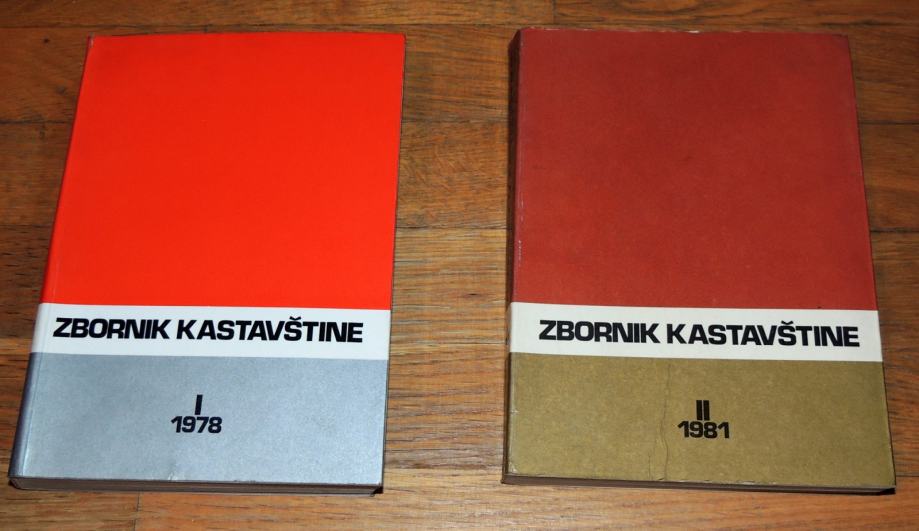 ZBORNIK KASTAVŠTINE
I
1978
ZBORNIK KASTAVŠTINE
II
1981